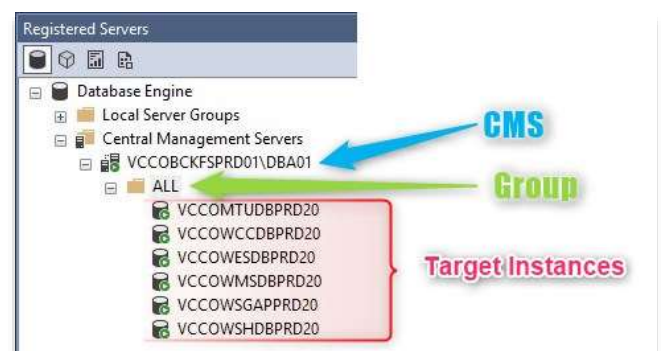 Registered Servers
Database Engine
Local Server Groups
Central Management Servers
CMS
VCCOBCKFSPRD01\DBA01
ALL
Group
VCCOMTUDBPRD20
VCCOWCCDBPRD20
VCCOWESDBPRD20
Target Instances
VCCOWMSDBPRD20
VCCOWSGAPPRD20
VCCOWSHDBPRD20